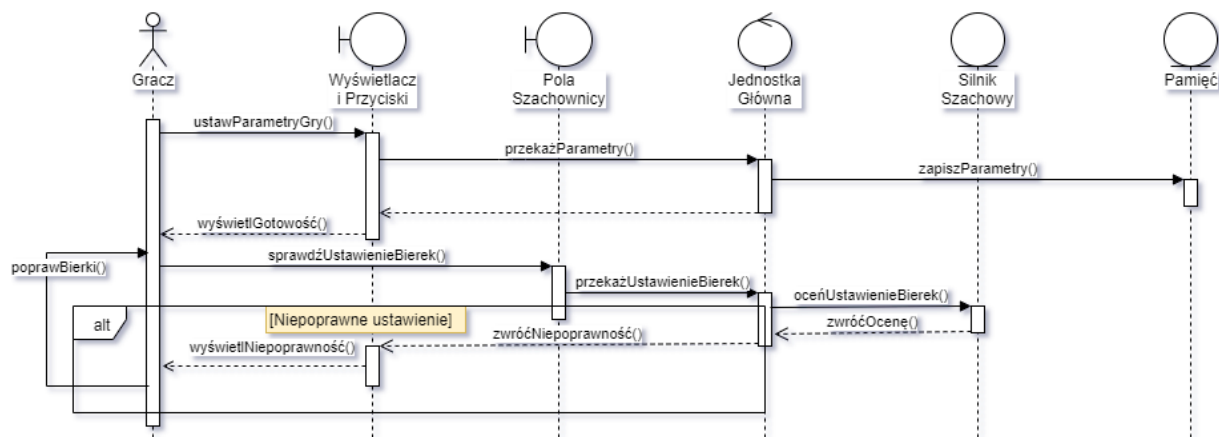 Gracz
Wyświetlacz
i Przyciski
Pola
Szachownicy
Jednostka
Główna
Silnik
Szachowy
Pamięć
ustawParametryGry()
przekażParametry()
zapiszParametry()
wyświetlGotowość()
poprawBierki()
sprawdźUstawienieBierek()
przekażUstawienieBierek()
oceńUstawienieBierek()
alt
[Niepoprawne ustawienie]
zwróćOcenę()
zwróćNiepoprawność()
wyświetlNiepoprawność()